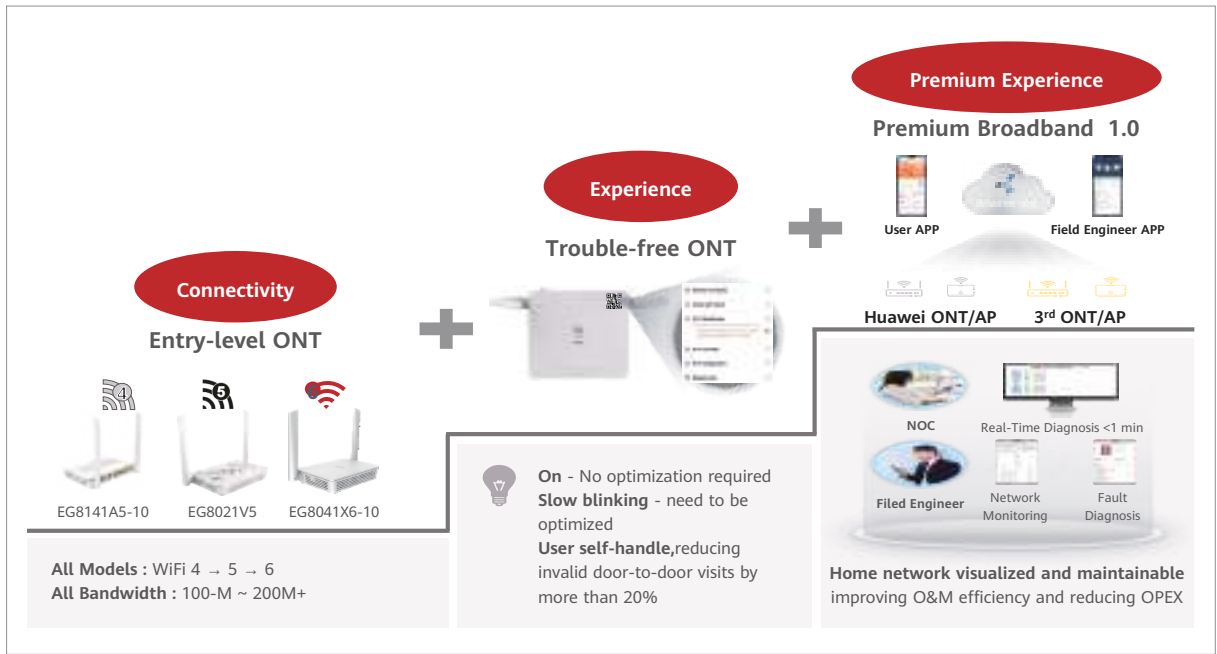 Premium Experience
Premium Broadband 1.0
User APP
Field Engineer APP
Huawei ONT/AP
3rd ONT/AP
Experience
Trouble-free ONT
Connectivity
Entry-level ONT
4
5
EG8141A5-10
EG8021V5
EG8041X6-10
All Models : WiFi 4 → 5 → 6
All Bandwidth : 100-M ~ 200M+
On - No optimization required
Slow blinking - need to be
optimized
User self-handle,reducing
invalid door-to-door visits by
more than 20%
NOC
Real-Time Diagnosis <1 min
Filed Engineer
Network
Monitoring
Fault
Diagnosis
Home network visualized and maintainable
improving O&M efficiency and reducing OPEX